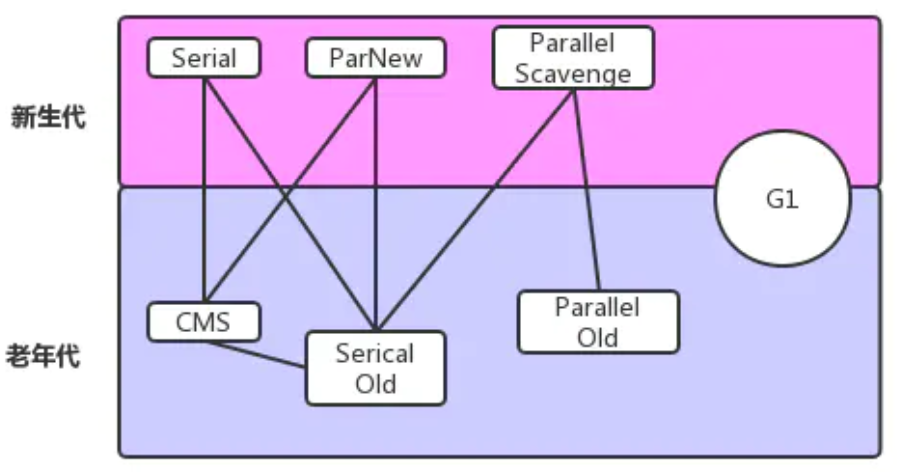 新生代
Serial
ParNew
Parallel
Scavenge
G1
老年代
CMS
Serical
Old
Parallel
Old